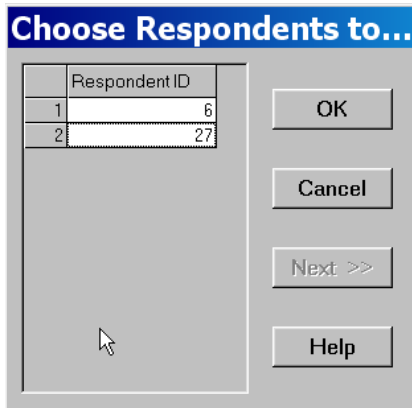 Choose Respondents to...
Respondent ID
1 6
2 27
OK
Cancel
Next >>
Help